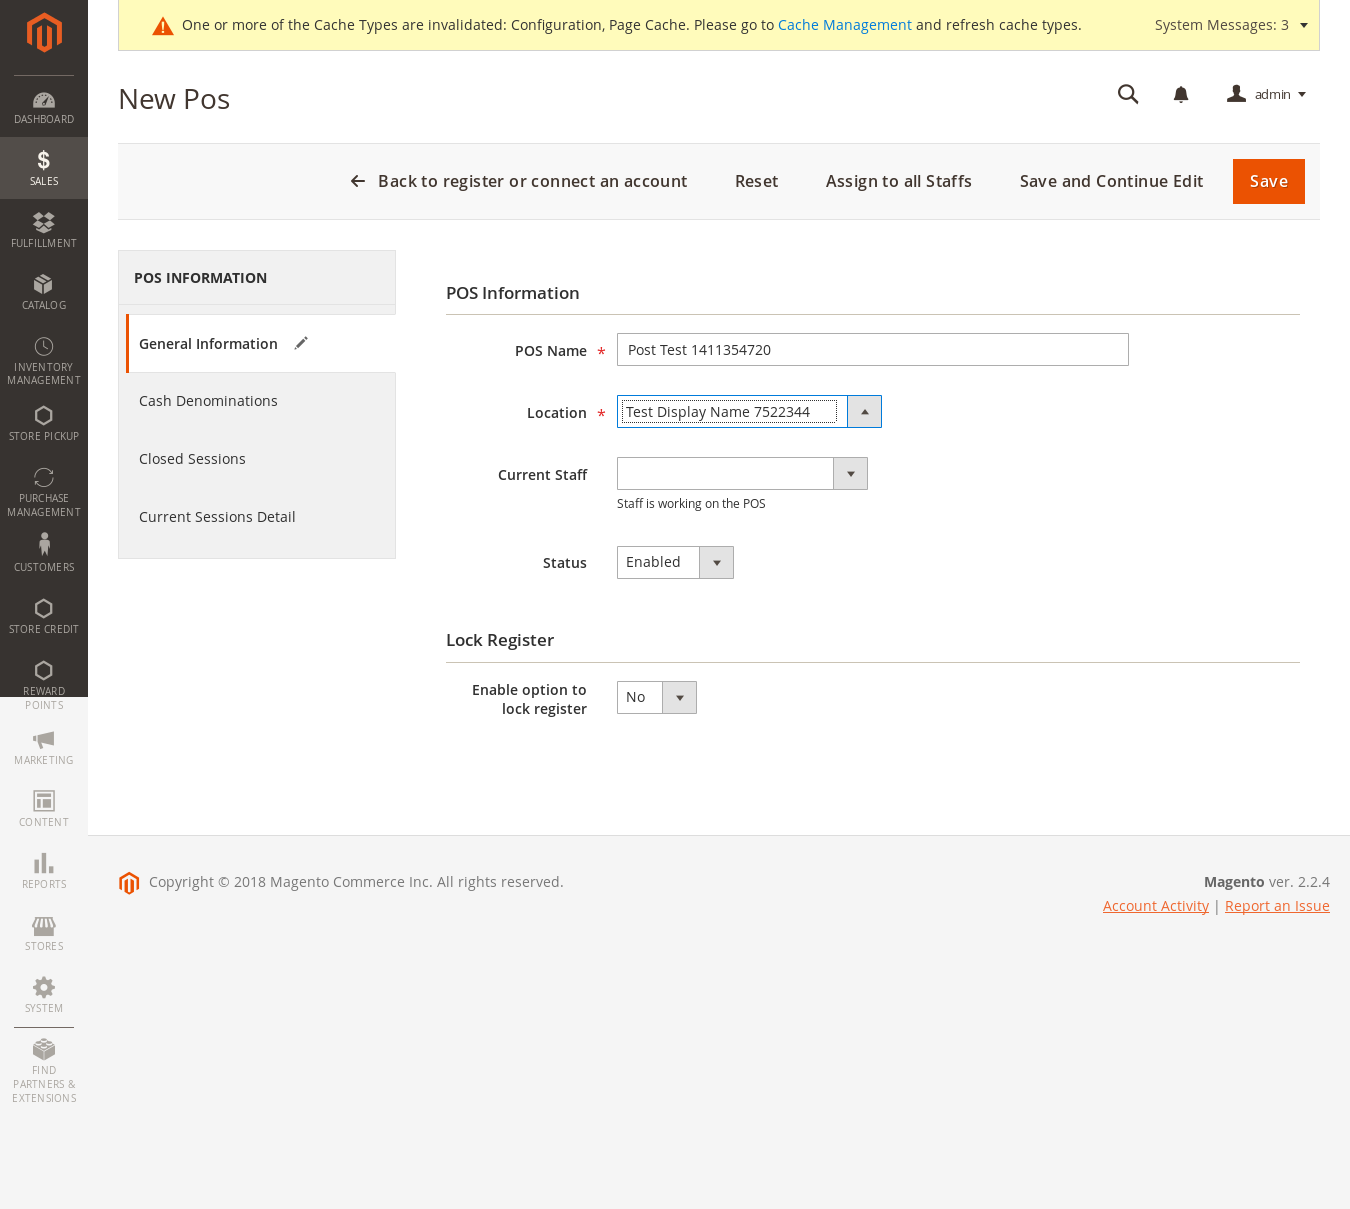 One or more of the Cache Types are invalidated: Configuration, Page Cache. Please go to Cache Management and refresh cache types.
System Messages: 3
New Pos
admin
Back to register or connect an account
Reset
Assign to all Staffs
Save and Continue Edit
Save
DASHBOARD
$
SALES
FULFILLMENT
CATALOG
INVENTORY
MANAGEMENT
STORE PICKUP
PURCHASE
MANAGEMENT
CUSTOMERS
STORE CREDIT
REWARD
POINTS
MARKETING
CONTENT
REPORTS
STORES
SYSTEM
FIND
PARTNERS &
EXTENSIONS
POS INFORMATION
General Information
Cash Denominations
Closed Sessions
Current Sessions Detail
POS Information
POS Name *
Post Test 1411354720
Location *
Test Display Name 7522344
Current Staff
Staff is working on the POS
Status
Enabled
Lock Register
Enable option to
lock register
No
Copyright © 2018 Magento Commerce Inc. All rights reserved.
Magento ver. 2.2.4
Account Activity | Report an Issue